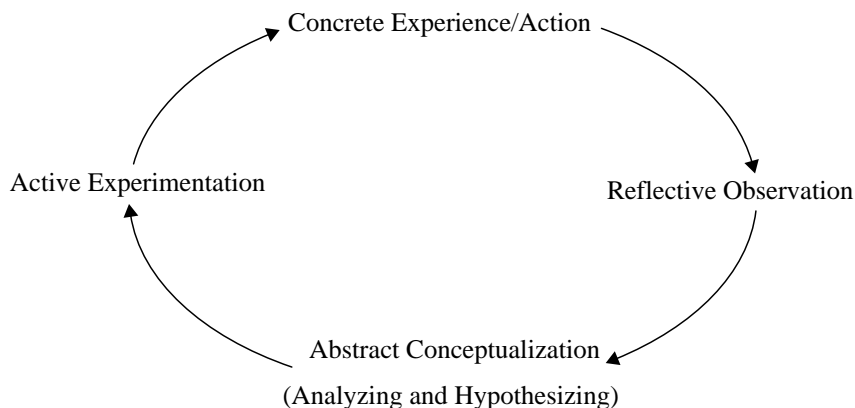 Concrete Experience/Action
Active Experimentation
Reflective Observation
Abstract Conceptualization
(Analyzing and Hypothesizing)